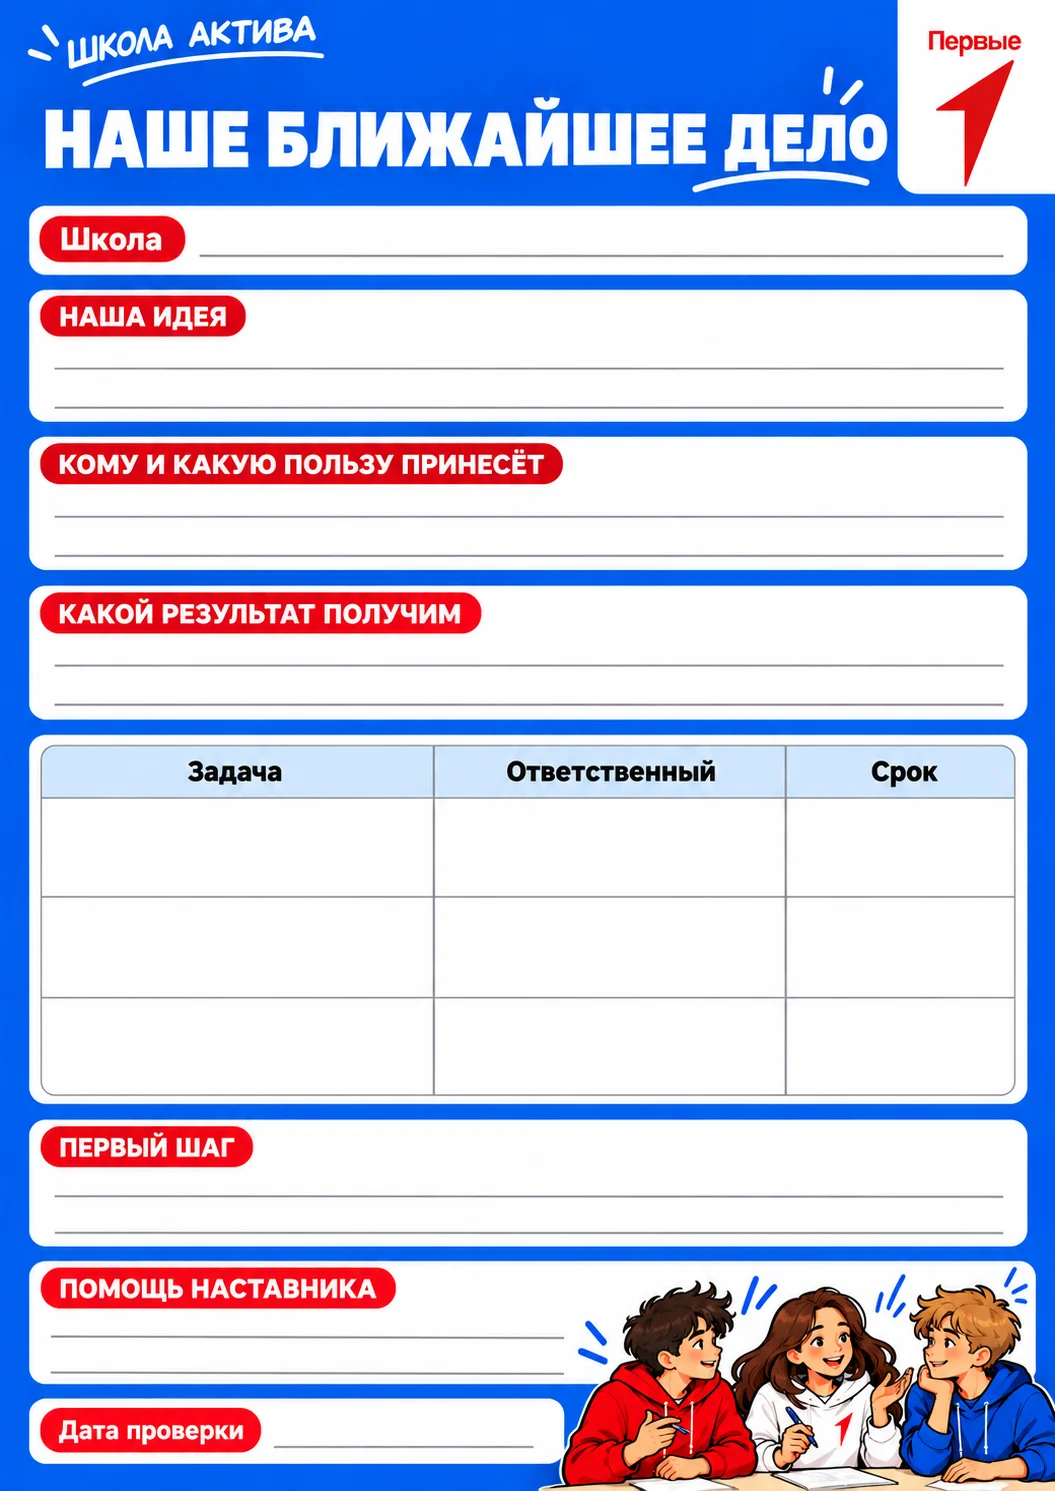 ШКОЛА АКТИВА
Первые
НАШЕ БЛИЖАЙШЕЕ ДЕЛО
Школа
НАША ИДЕЯ
КОМУ И КАКУЮ ПОЛЬЗУ ПРИНЕСЁТ
КАКОЙ РЕЗУЛЬТАТ ПОЛУЧИМ
Задача Ответственный Срок
ПЕРВЫЙ ШАГ
ПОМОЩЬ НАСТАВНИКА
Дата проверки